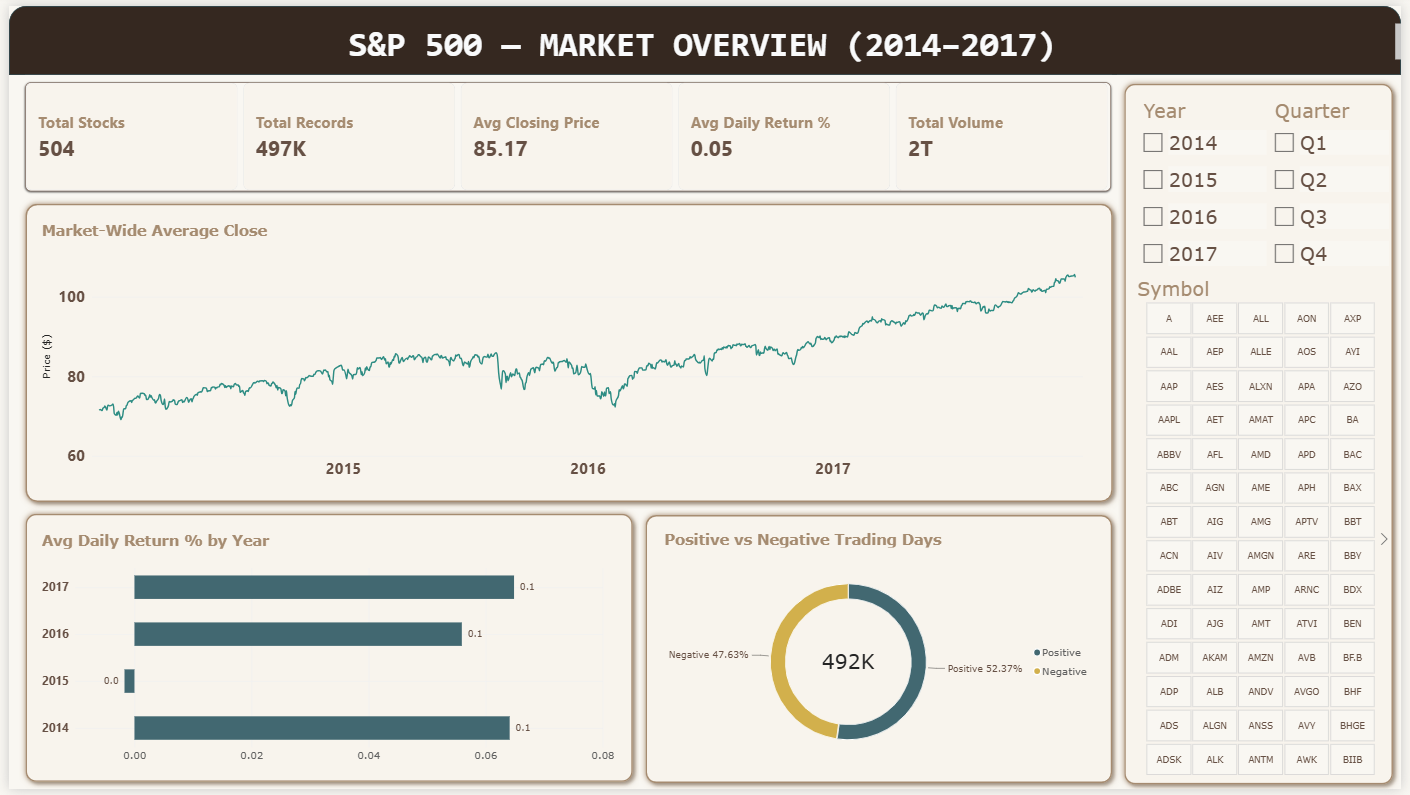 S&P 500 — MARKET OVERVIEW (2014–2017)
Total Stocks
504
Total Records
497K
Avg Closing Price
85.17
Avg Daily Return %
0.05
Total Volume
2T
Year
Quarter
2014
Q1
2015
Q2
2016
Q3
2017
Q4
Symbol
A AEE ALL AON AXP
AAL AEP ALLE AOS AYI
AAP AES ALXN APA AZO
AAPL AET AMAT APC BA
ABBV AFL AMD APD BAC
ABC AGN AME APH BAX
ABT AIG AMG APTV BBT
ACN AIV AMGN ARE BBY
ADBE AIZ AMP ARNC BDX
ADI AJG AMT ATVI BEN
ADM AKAM AMZN AVB BF.B
ADP ALB ANDV AVGO BHF
ADS ALGN ANSS AVY BHGE
ADSK ALK ANTM AWK BIIB
Market-Wide Average Close
Price ($)
100
80
60
2015 2016 2017
Avg Daily Return % by Year
2017 0.1
2016 0.1
2015 0.0
2014 0.1
0.00 0.02 0.04 0.06 0.08
Positive vs Negative Trading Days
Negative 47.63%
492K
Positive 52.37%
Positive
Negative